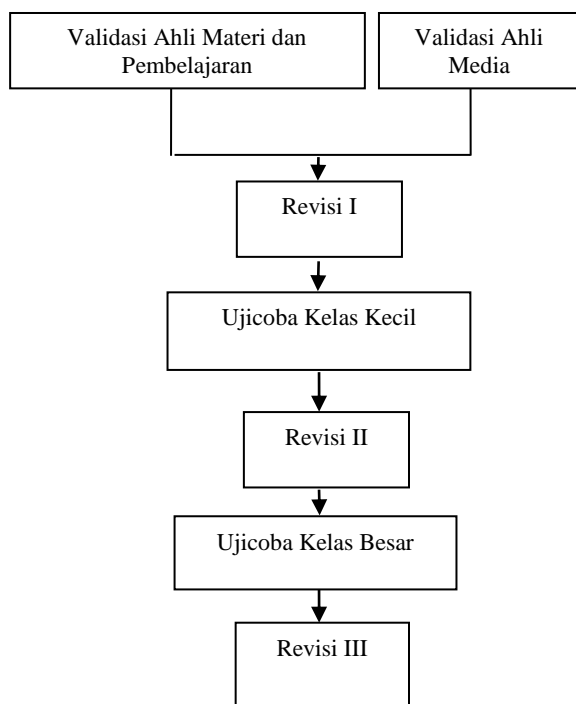 Validasi Ahli Materi dan
Pembelajaran
Validasi Ahli
Media
Revisi I
Ujicoba Kelas Kecil
Revisi II
Ujicoba Kelas Besar
Revisi III